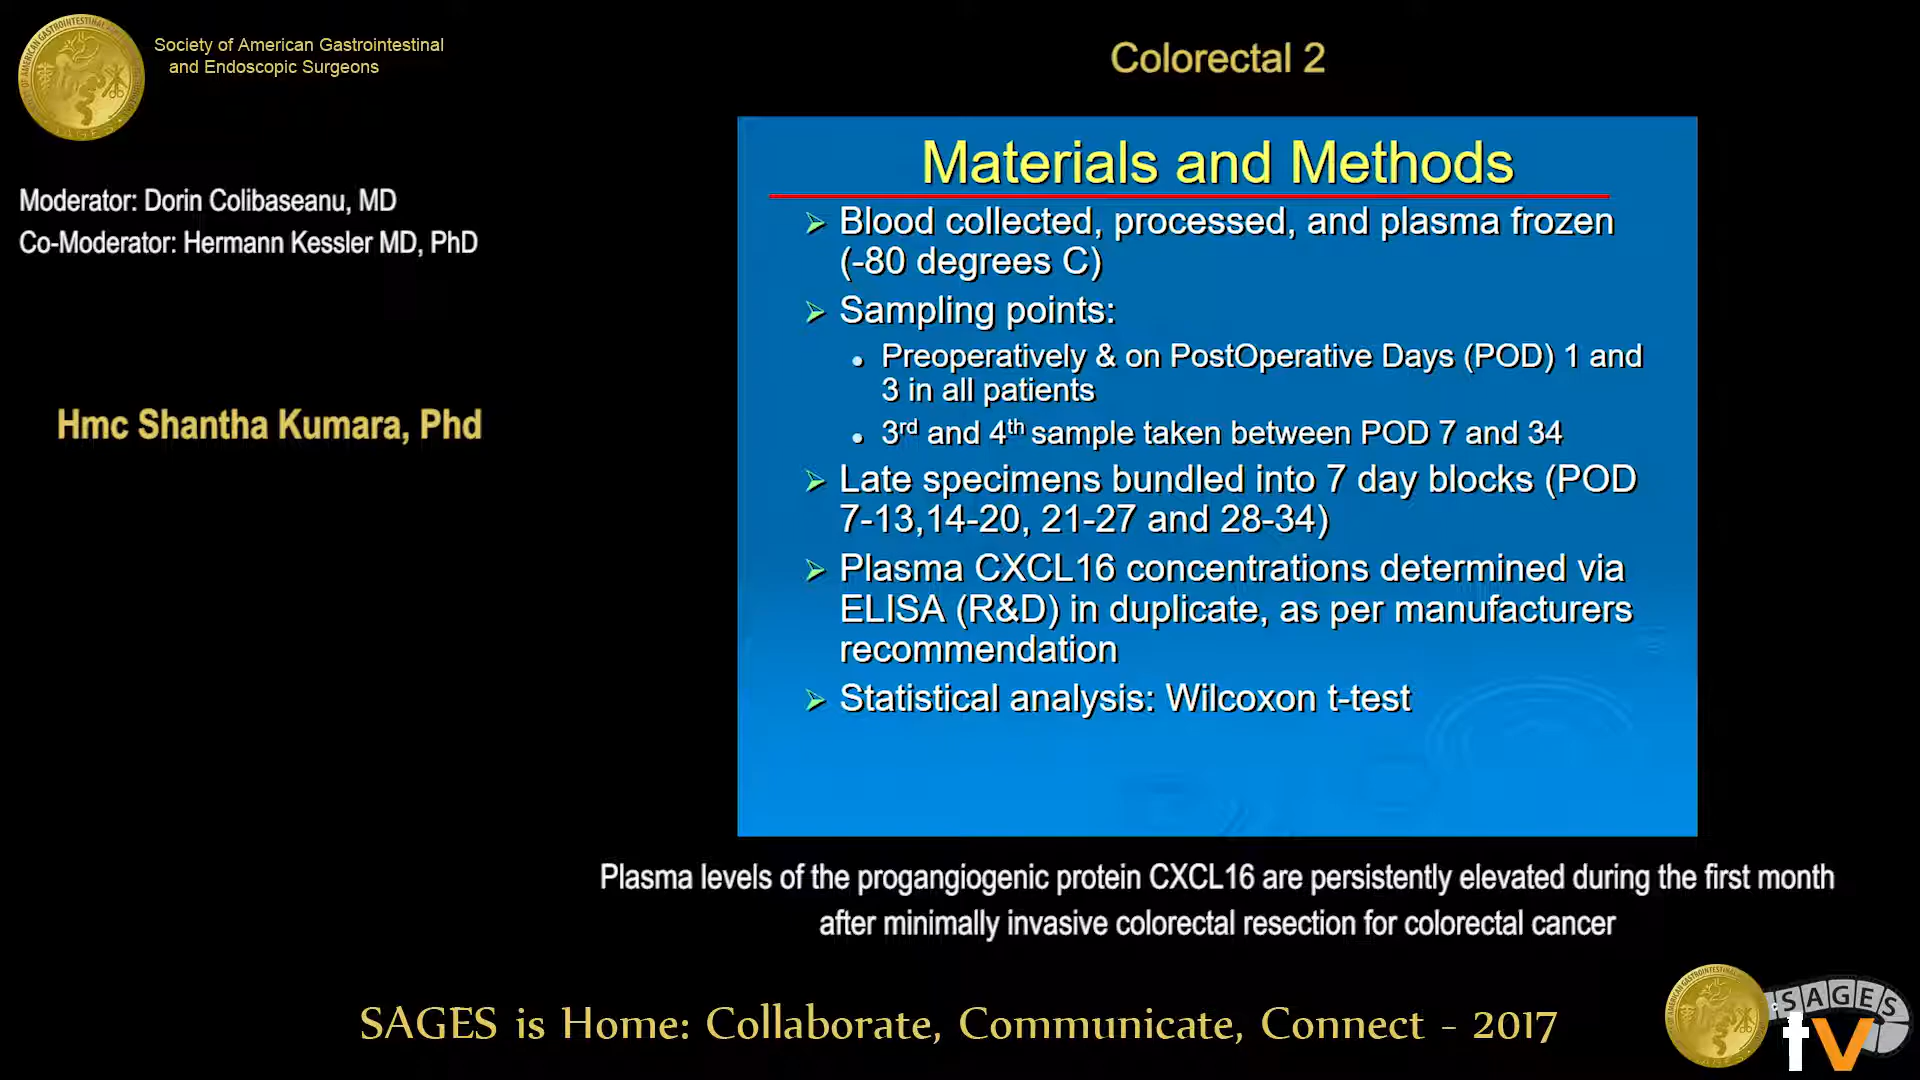 Society of American Gastrointestinal
and Endoscopic Surgeons
Colorectal 2
Moderator: Dorin Colibaseanu, MD
Co-Moderator: Hermann Kessler MD, PhD
Hmc Shantha Kumara, Phd
Materials and Methods
Blood collected, processed, and plasma frozen
(-80 degrees C)
Sampling points:
Preoperatively & on PostOperative Days (POD) 1 and
3 in all patients
3rd and 4th sample taken between POD 7 and 34
Late specimens bundled into 7 day blocks (POD
7-13,14-20, 21-27 and 28-34)
Plasma CXCL16 concentrations determined via
ELISA (R&D) in duplicate, as per manufacturers
recommendation
Statistical analysis: Wilcoxon t-test
Plasma levels of the progangiogenic protein CXCL16 are persistently elevated during the first month
after minimally invasive colorectal resection for colorectal cancer
SAGES is Home: Collaborate, Communicate, Connect - 2017
SAGES
tv